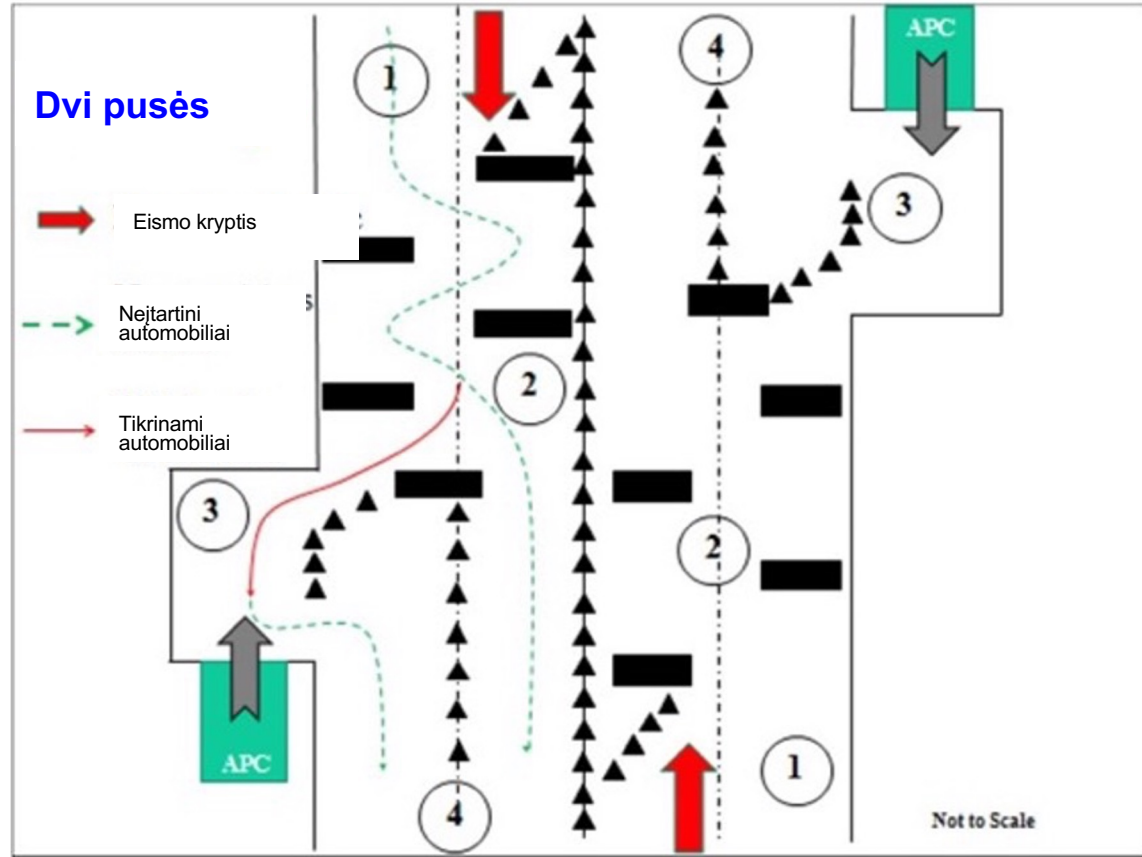 Dvi pusės
Eismo kryptis
Neįtartini
automobiliai
Tikrinami
automobiliai
1
4
APC
3
2
3
2
APC
4
1
Not to Scale